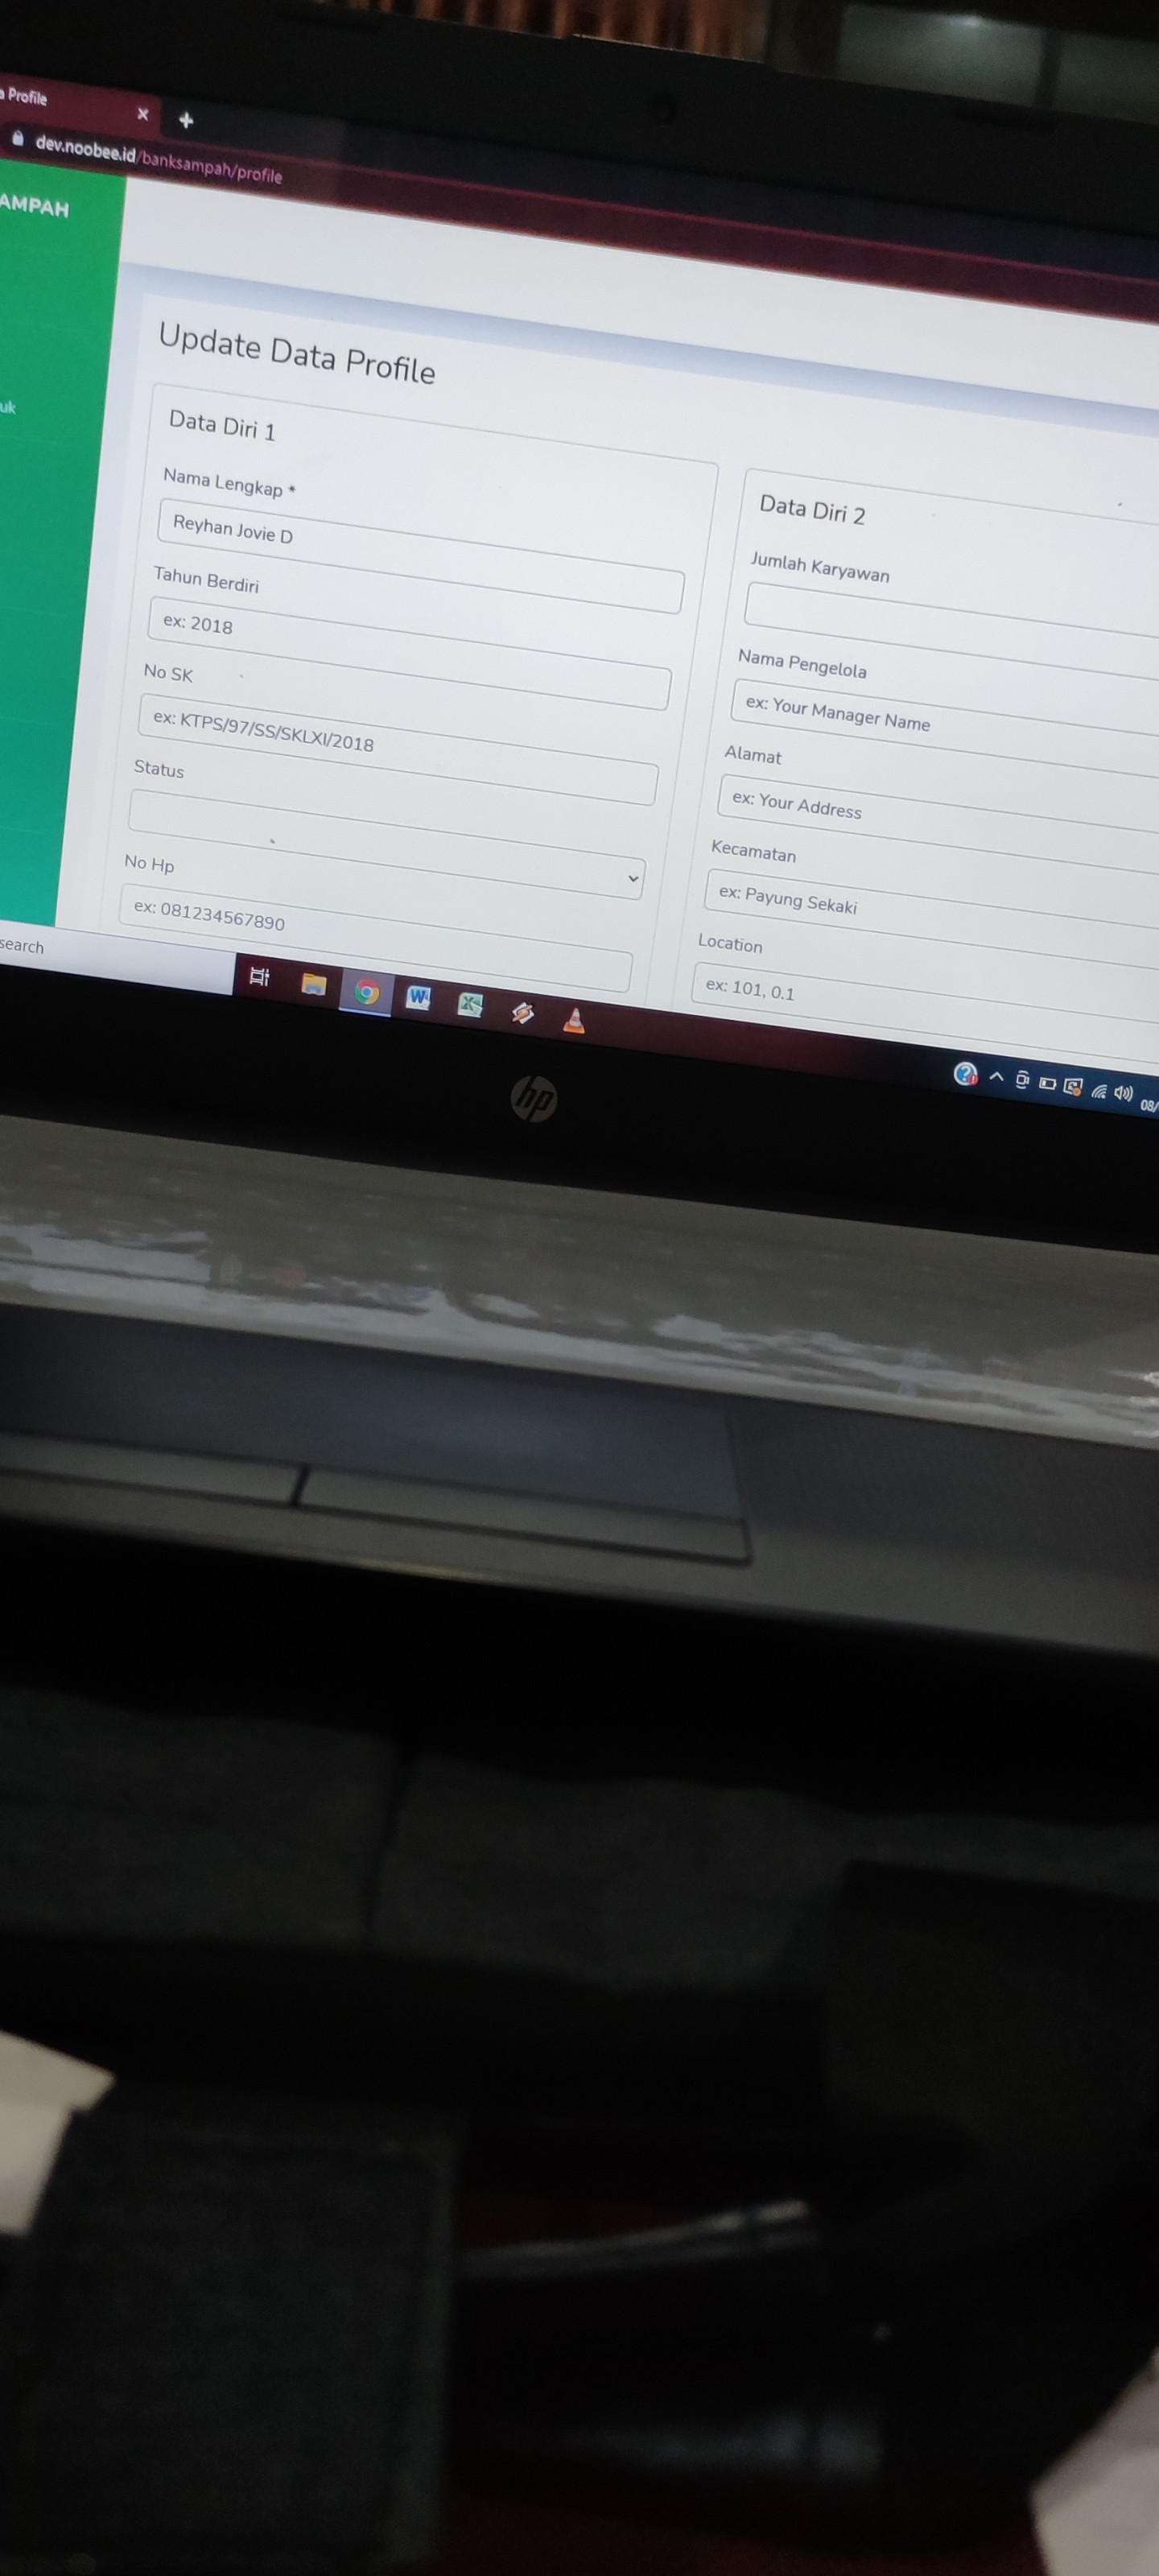 a Profile
dev.noobee.id/banksampah/profile
AMPAH
uk
Update Data Profile
Data Diri 1
Nama Lengkap *
Reyhan Jovie D
Tahun Berdiri
ex: 2018
No SK
ex: KTPS/97/SS/SKLXI/2018
Status
No Hp
ex: 081234567890
Data Diri 2
Jumlah Karyawan
Nama Pengelola
ex: Your Manager Name
Alamat
ex: Your Address
Kecamatan
ex: Payung Sekaki
Location
ex: 101, 0.1
search
08/
hp